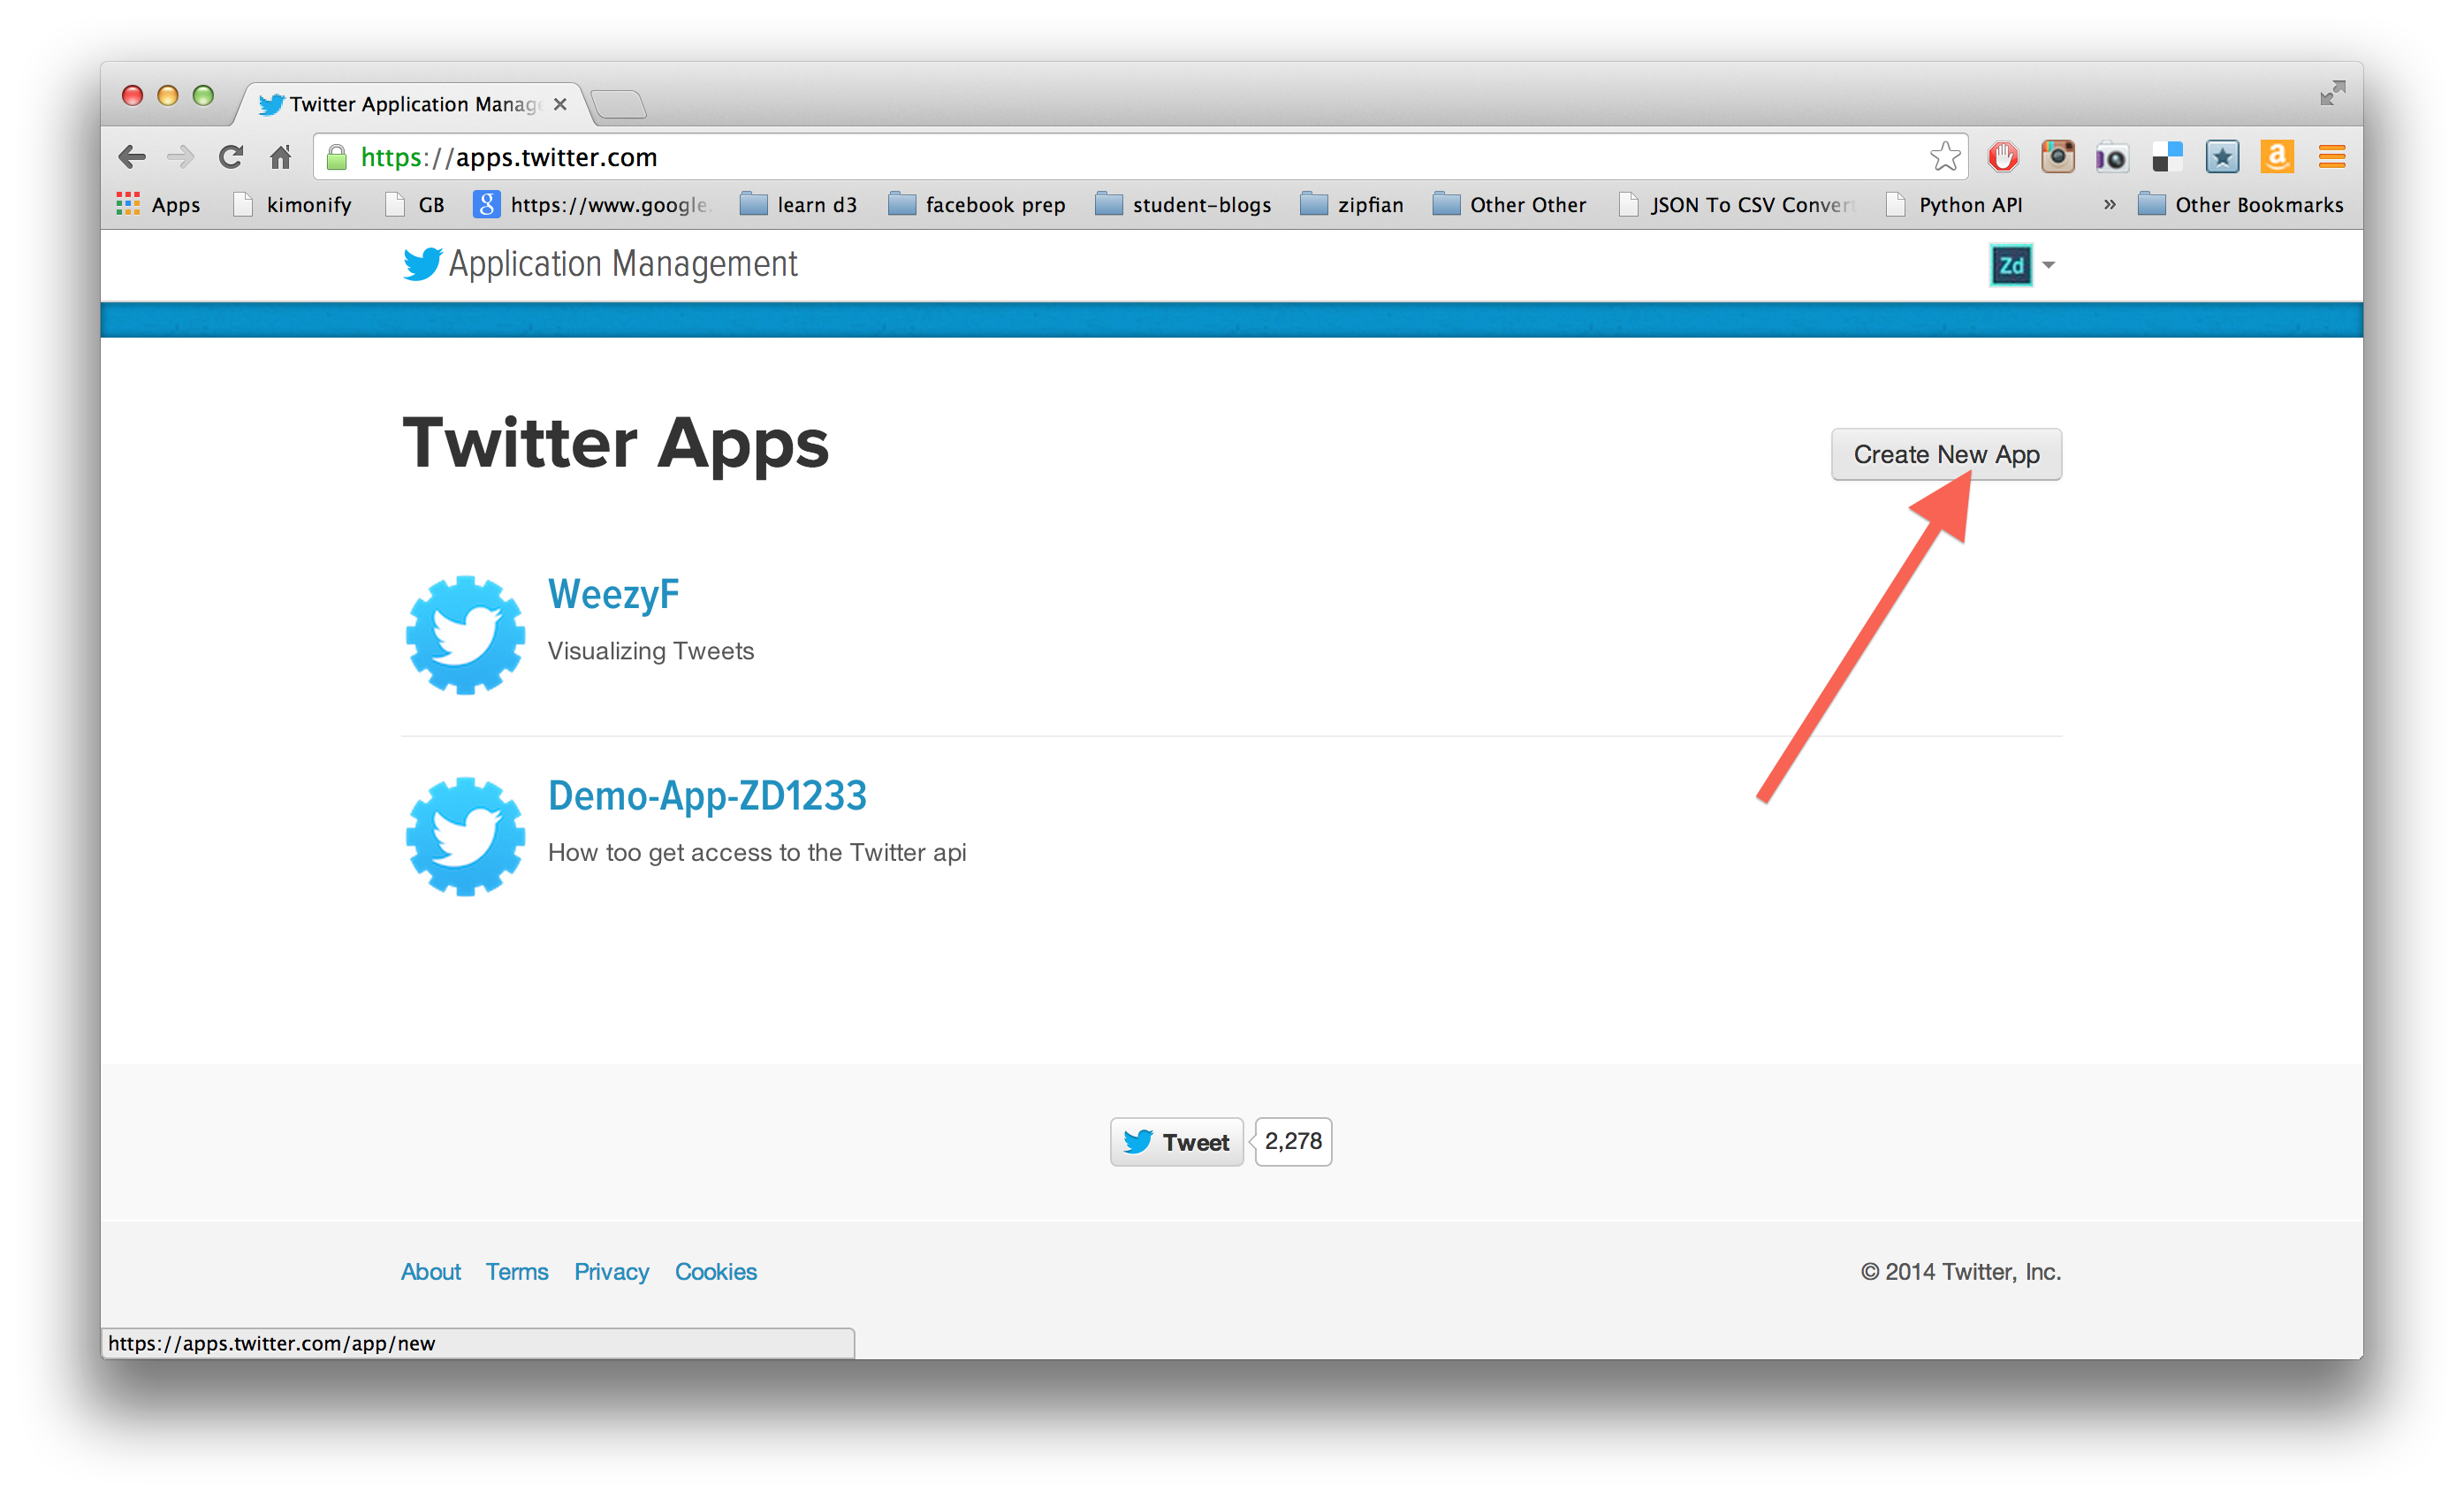 Twitter Application Manage
https://apps.twitter.com
Apps kimonify GB https://www.google. learn d3 facebook prep student-blogs zipfian Other Other JSON To CSV Convert Python API » Other Bookmarks
Application Management Zd
Twitter Apps
Create New App
WeezyF
Visualizing Tweets
Demo-App-ZD1233
How too get access to the Twitter api
Tweet 2,278
About Terms Privacy Cookies © 2014 Twitter, Inc.
https://apps.twitter.com/app/new